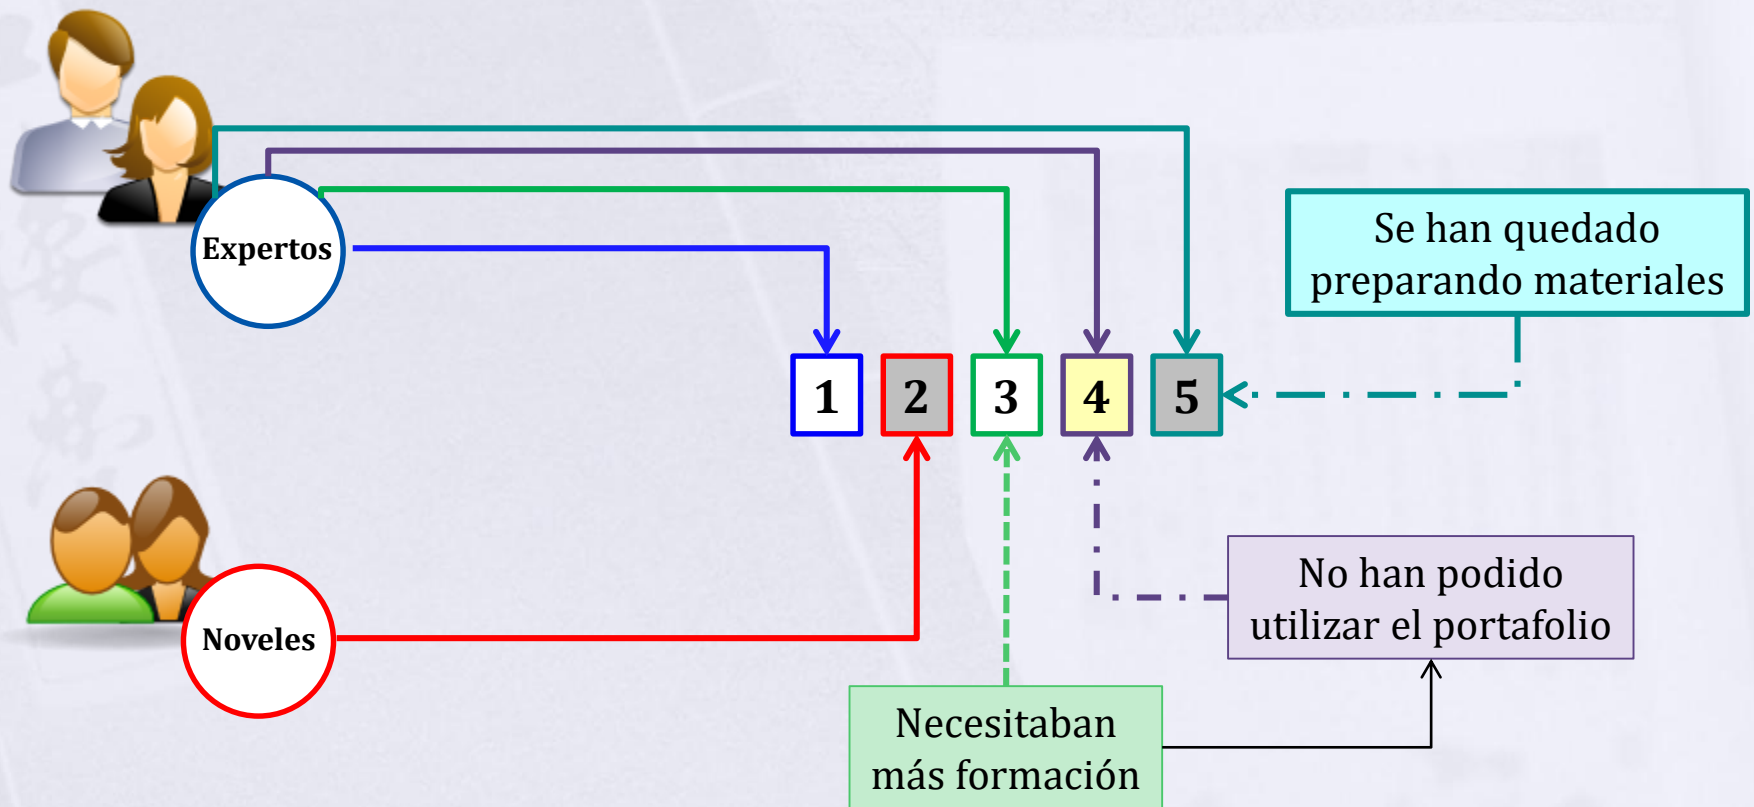 Expertos
Se han quedado
preparando materiales
1 2 3 4 5
No han podido
utilizar el portafolio
Noveles
Necesitaban
más formación